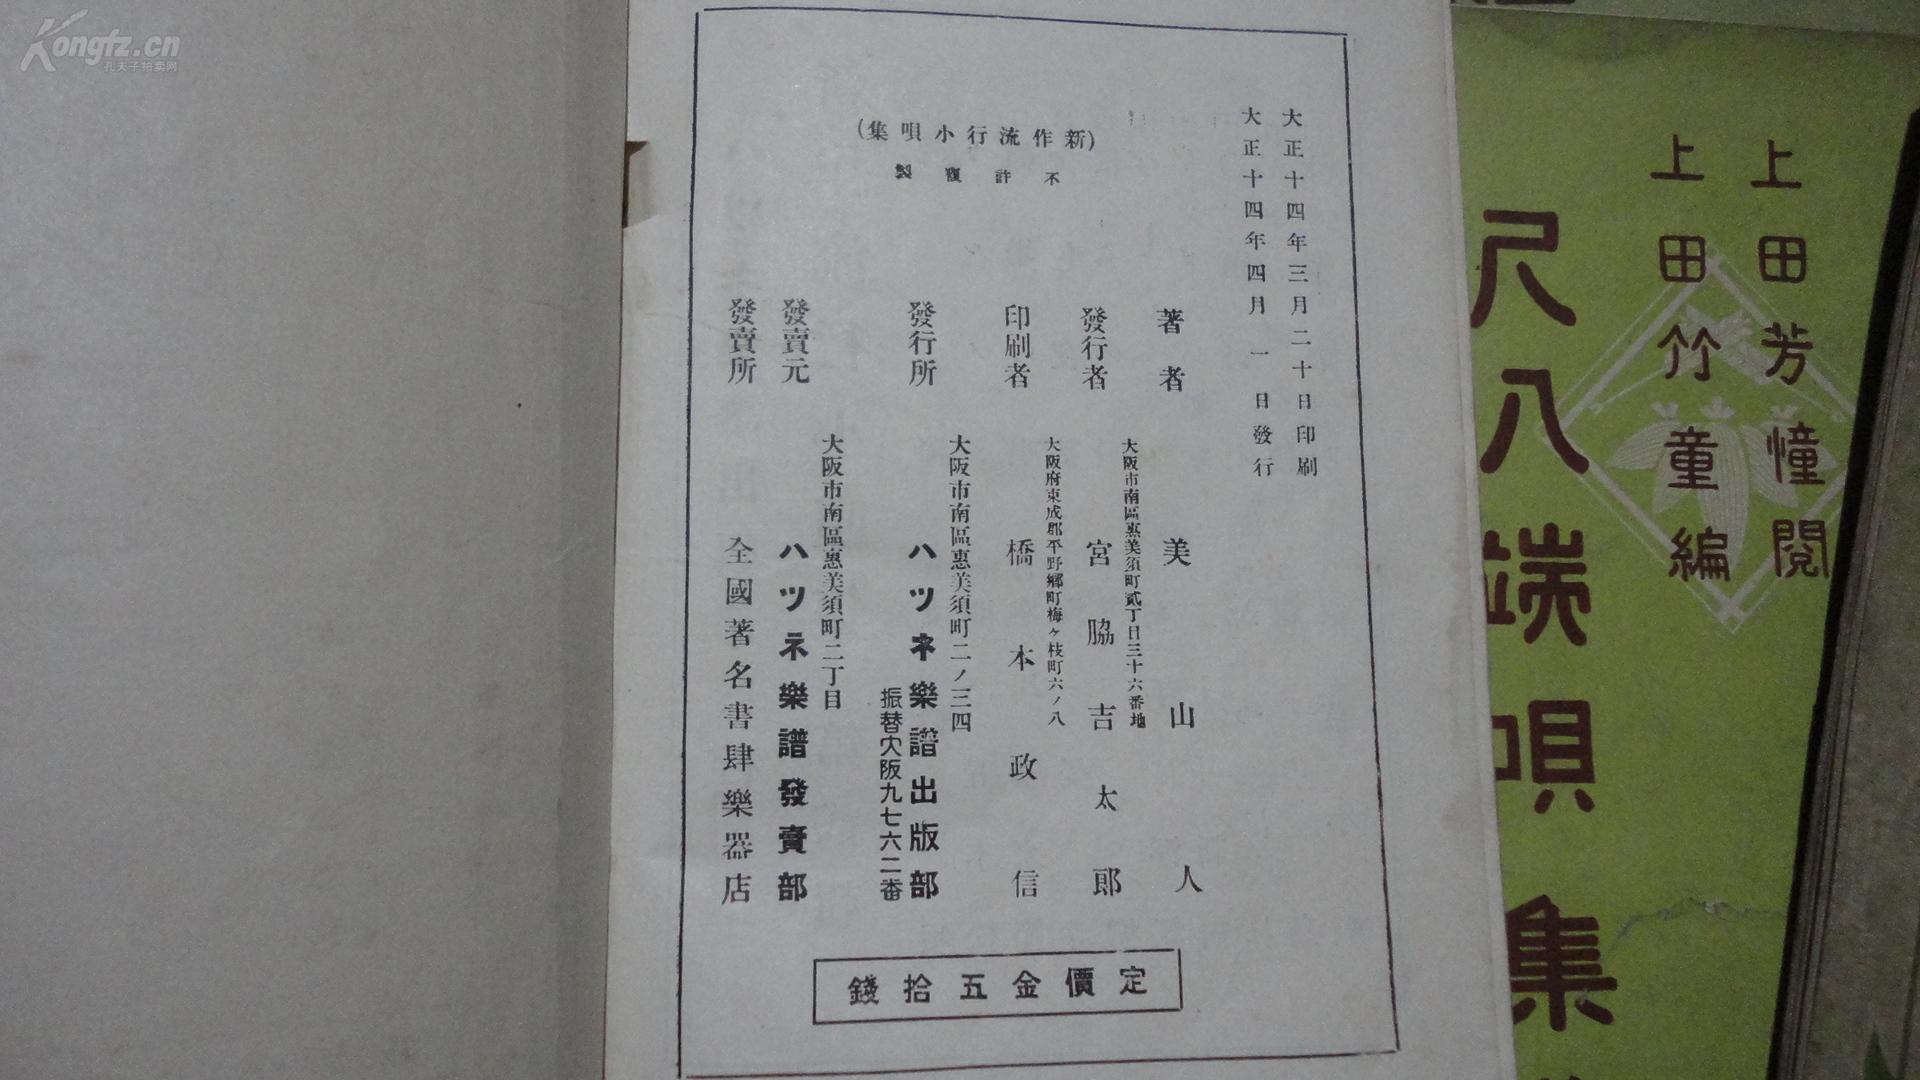 大正十四年三月二十日印刷
大正十四年四月一日發行
(新作流行小唄集)
不許複製
著者 美山人
大阪市南區惠美須町貳丁目三十六番地
發行者 宮脇吉太郎
大阪府東成郡平野郷町梅ヶ枝町六ノ八
印刷者 橋本政信
大阪市南區惠美須町二ノ三四
發行所 ハツネ樂譜出版部
振替大阪九七六二番
大阪市南區惠美須町二丁目
發賣元 ハツネ樂譜發賣部
發賣所 全國著名書肆樂器店
定價金五拾錢
上田芳憧閱
上田竹童編
尺八端唄集
Kongfz.cn
孔夫子拍卖网